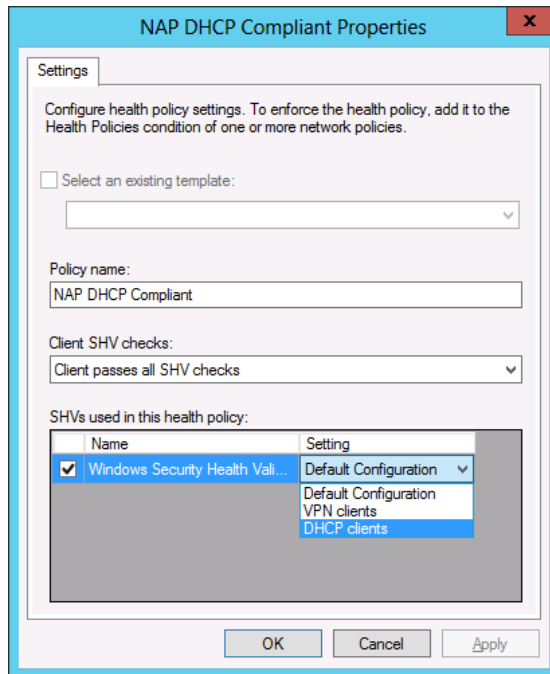 NAP DHCP Compliant Properties
x
Settings
Configure health policy settings. To enforce the health policy, add it to the
Health Policies condition of one or more network policies.
Select an existing template:
Policy name:
NAP DHCP Compliant
Client SHV checks:
Client passes all SHV checks
SHVs used in this health policy:
Name Setting
Windows Security Health Vali... Default Configuration
Default Configuration
VPN clients
DHCP clients
OK Cancel Apply